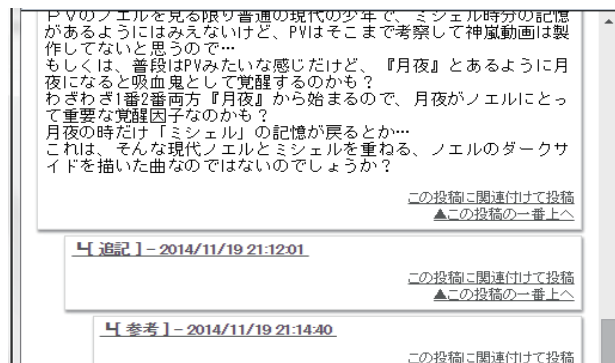 PVのノエルを見る限り普通の現代の少年で、ミシェル時分の記憶
があるようにはみえないけど、PVはそこまで考察して神嵐動画は製
作してないと思うので…
もしくは、普段はPVみたいな感じだけど、『月夜』とあるように月
夜になると吸血鬼として覚醒するのかも？
わざわざ1番2番両方『月夜』から始まるので、月夜がノエルにとっ
て重要な覚醒因子なのかも？
月夜の時だけ「ミシェル」の記憶が戻るとか…
これは、そんな現代ノエルとミシェルを重ねる、ノエルのダークサ
イドを描いた曲なのではないのでしょうか？
この投稿に関連付けて投稿
▲この投稿の一番上へ
┗[ 追記 ] - 2014/11/19 21:12:01
この投稿に関連付けて投稿
▲この投稿の一番上へ
┗[ 参考 ] - 2014/11/19 21:14:40
この投稿に関連付けて投稿